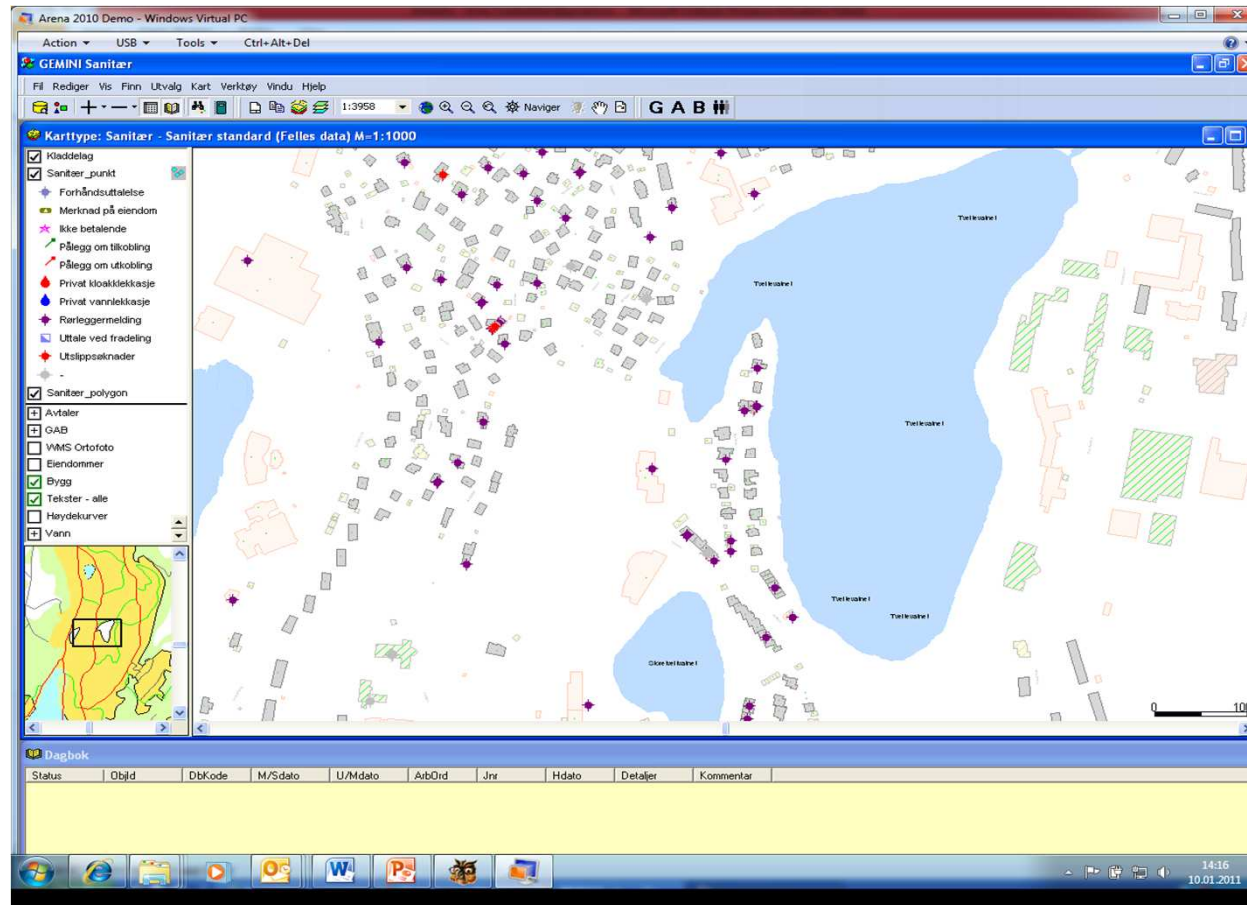 Arena 2010 Demo - Windows Virtual PC
Action USB Tools Ctrl+Alt+Del
GEMINI Sanitær
Fil Rediger Vis Finn Utvalg Kart Verktøy Vindu Hjelp
1:3958 Naviger G A B
Karttype: Sanitær - Sanitær standard (Felles data) M=1:1000
Kladdelag
Sanitær_punkt
Forhåndsuttalelse
Merknad på eiendom
Ikke betalende
Pålegg om tilkobling
Pålegg om utkobling
Privat kloakklekkasje
Privat vannlekkasje
Rørleggermelding
Uttale ved fradeling
Utslippsøknader
-
Sanitær_polygon
Avtaler
GAB
WMS Ortofoto
Eiendommer
Bygg
Tekster - alle
Høydekurver
Vann
0 10
Dagbok
Status ObjId DbKode M/Sdato U/Mdato ArbOrd Jnr Hdato Detaljer Kommentar
14:16
10.01.2011